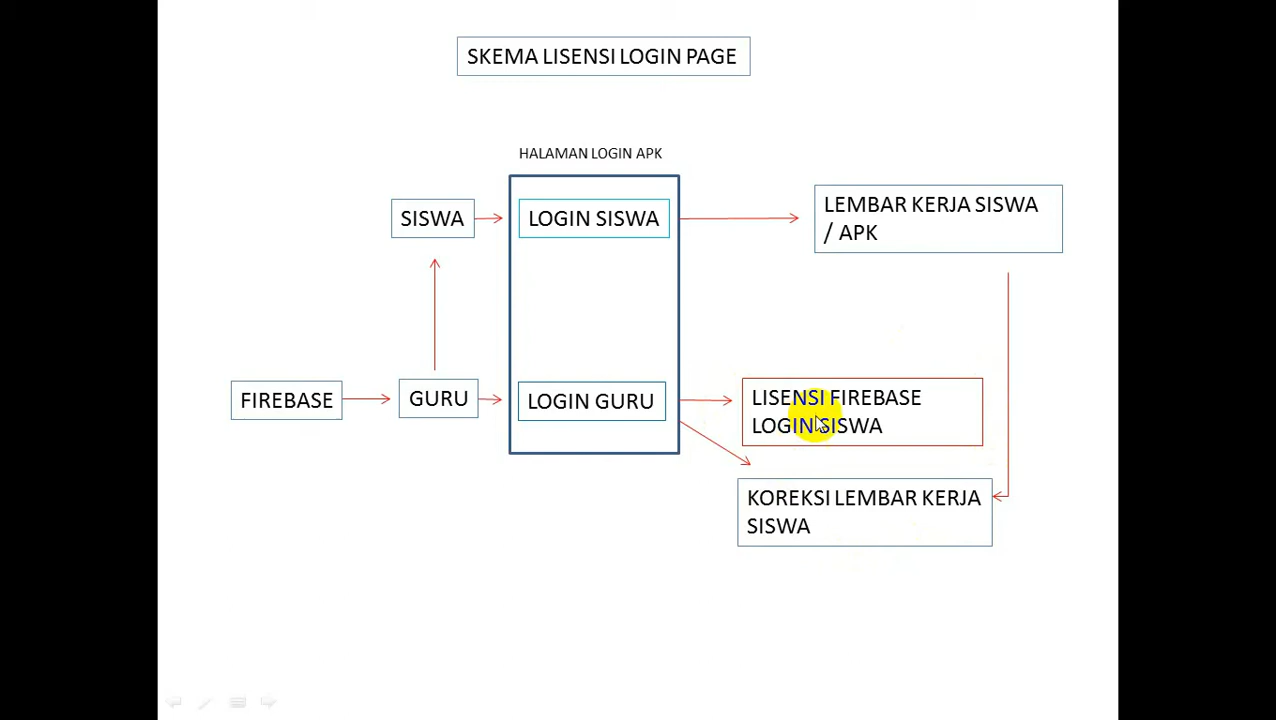 SKEMA LISENSI LOGIN PAGE
HALAMAN LOGIN APK
SISWA
LOGIN SISWA
LEMBAR KERJA SISWA
/ APK
FIREBASE
GURU
LOGIN GURU
LISENSI FIREBASE
LOGIN SISWA
KOREKSI LEMBAR KERJA
SISWA